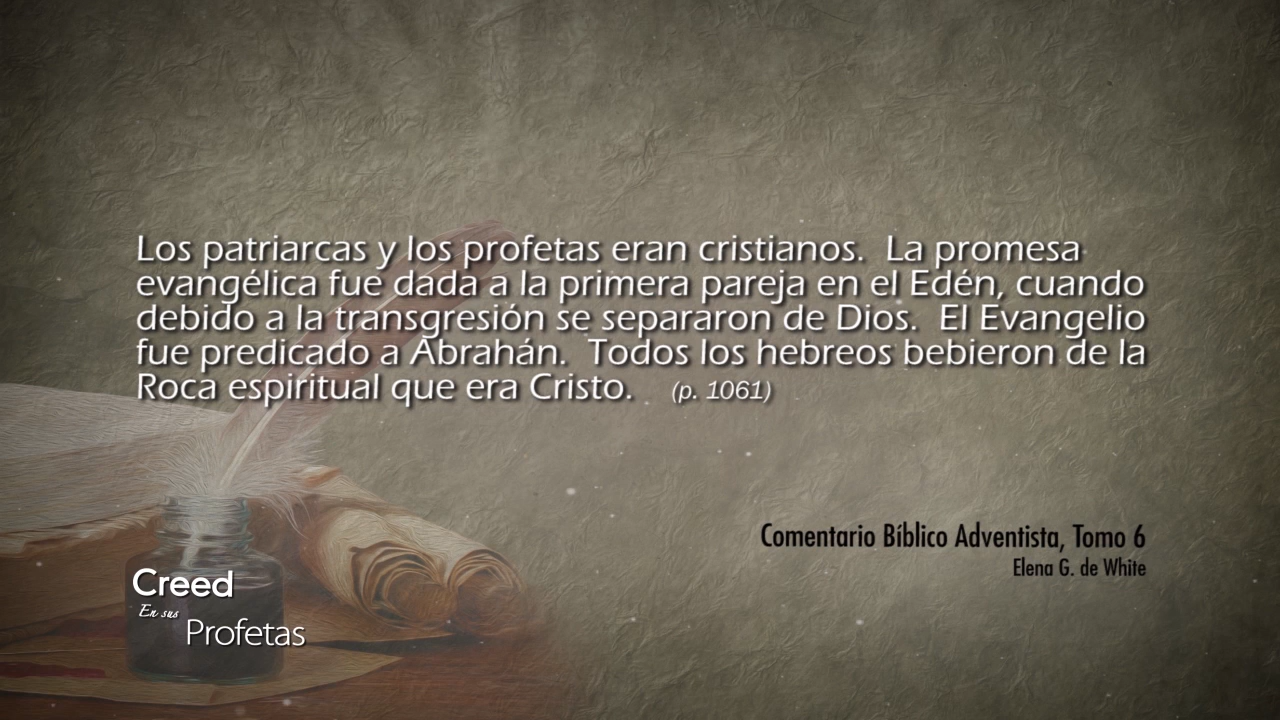 Los patriarcas y los profetas eran cristianos. La promesa
evangélica fue dada a la primera pareja en el Edén, cuando
debido a la transgresión se separaron de Dios. El Evangelio
fue predicado a Abrahán. Todos los hebreos bebieron de la
Roca espiritual que era Cristo. (p. 1061)
Comentario Bíblico Adventista, Tomo 6
Elena G. de White
Creed
En sus
Profetas